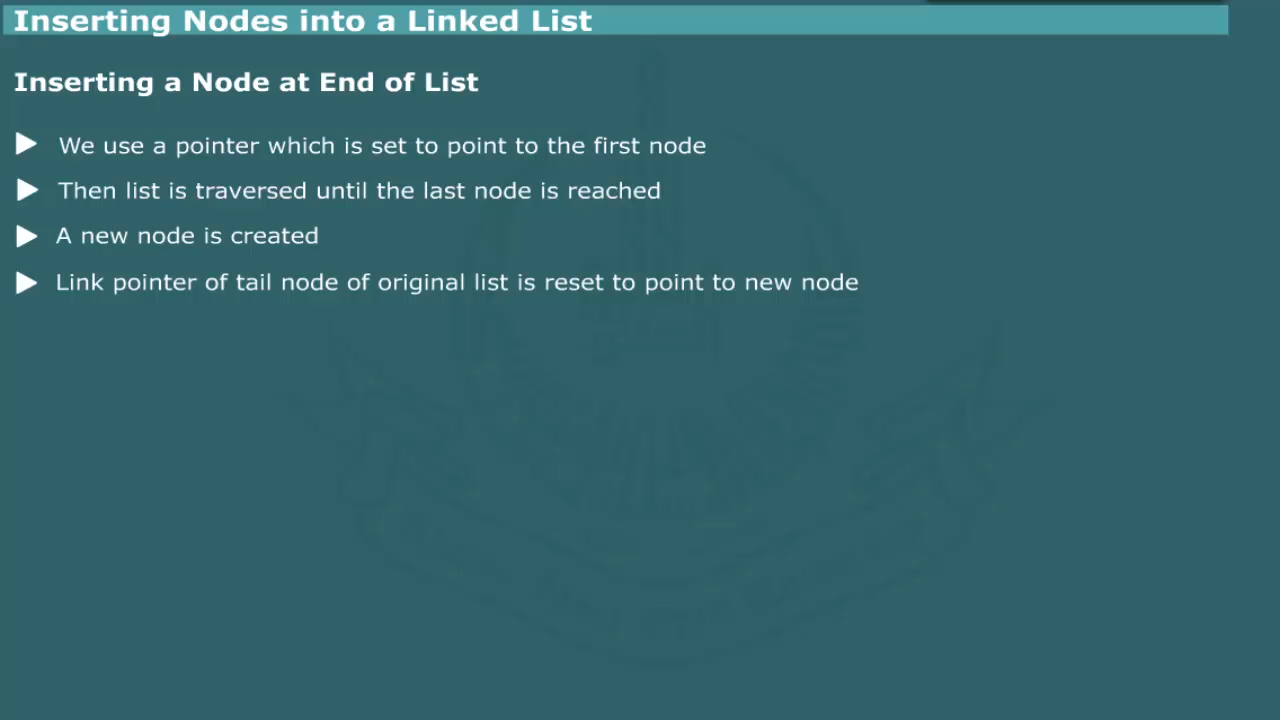 Inserting Nodes into a Linked List
Inserting a Node at End of List
We use a pointer which is set to point to the first node
Then list is traversed until the last node is reached
A new node is created
Link pointer of tail node of original list is reset to point to new node